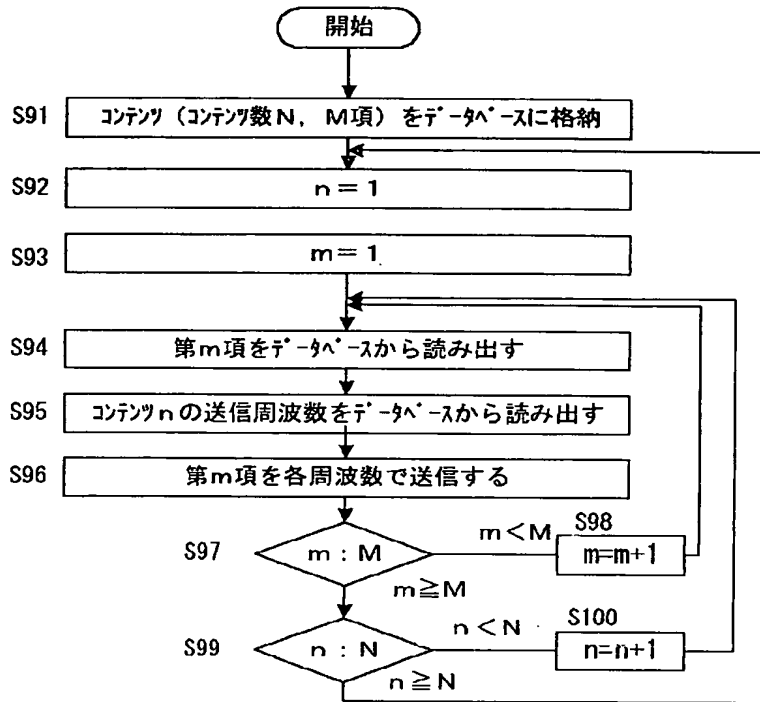 開始
S91
コンテンツ（コンテンツ数N，M項）をデータベースに格納
S92
n＝1
S93
m＝1
S94
第m項をデータベースから読み出す
S95
コンテンツnの送信周波数をデータベースから読み出す
S96
第m項を各周波数で送信する
S97
m：M
m＜M
S98
m=m+1
m≧M
S99
n：N
n＜N
S100
n=n+1
n≧N